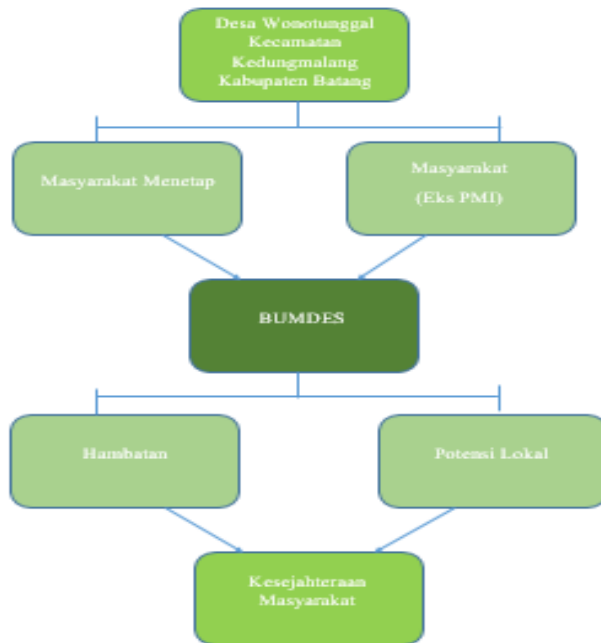 Desa Wonotunggal
Kecamatan
Kedungmalang
Kabupaten Batang
Masyarakat Menetap
Masyarakat
(Eks PMI)
BUMDES
Hambatan
Potensi Lokal
Kesejahteraan
Masyarakat